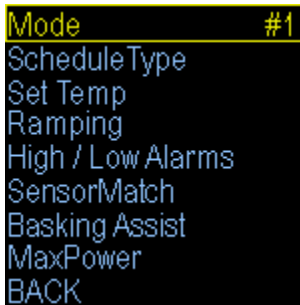 Mode #1
ScheduleType
Set Temp
Ramping
High / Low Alarms
SensorMatch
Basking Assist
MaxPower
BACK